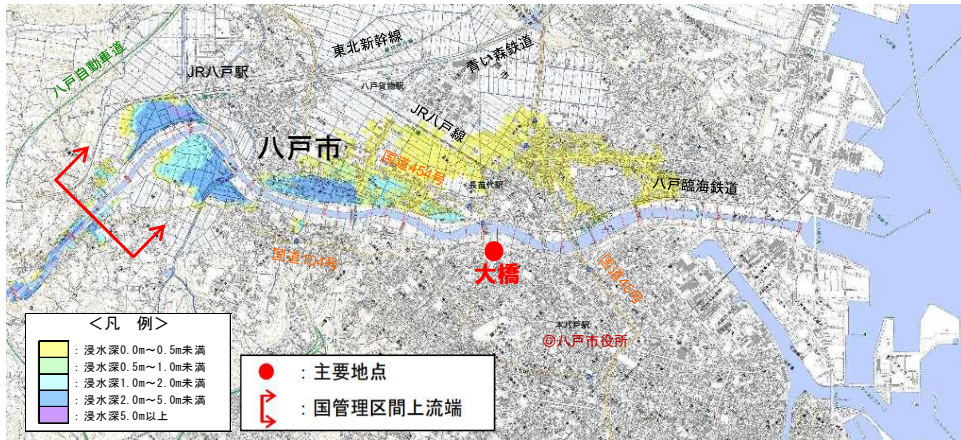 東北新幹線
青い森鉄道
八戸自動車道
JR八戸駅
八戸貨物駅
JR八戸線
八戸市
国道454号
長苗代駅
八戸臨海鉄道
国道104号
大橋
国道45号
本八戸駅
◎八戸市役所
<凡 例>
:浸水深0.0m~0.5m未満
:浸水深0.5m~1.0m未満
:浸水深1.0m~2.0m未満
:浸水深2.0m~5.0m未満
:浸水深5.0m以上
:主要地点
:国管理区間上流端